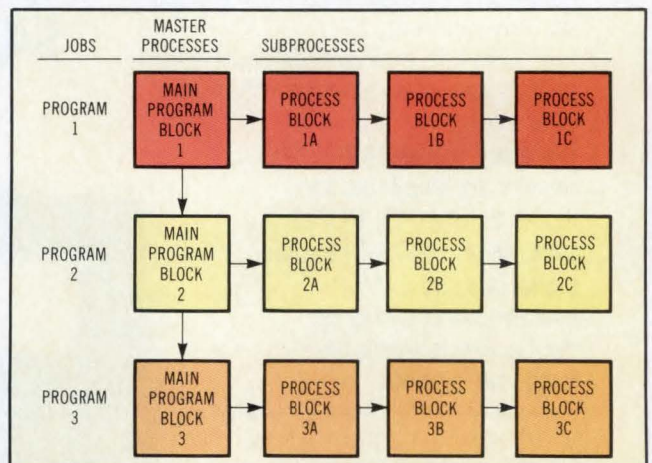 JOBS
MASTER
PROCESSES
SUBPROCESSES
PROGRAM
1
MAIN
PROGRAM
BLOCK
1
PROCESS
BLOCK
1A
PROCESS
BLOCK
1B
PROCESS
BLOCK
1C
PROGRAM
2
MAIN
PROGRAM
BLOCK
2
PROCESS
BLOCK
2A
PROCESS
BLOCK
2B
PROCESS
BLOCK
2C
PROGRAM
3
MAIN
PROGRAM
BLOCK
3
PROCESS
BLOCK
3A
PROCESS
BLOCK
3B
PROCESS
BLOCK
3C